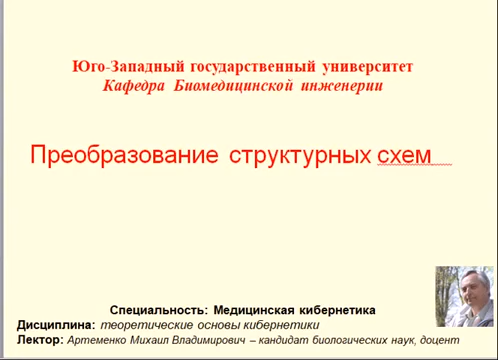 Юго-Западный государственный университет
Кафедра Биомедицинской инженерии
Преобразование структурных схем
Специальность: Медицинская кибернетика
Дисциплина: теоретические основы кибернетики
Лектор: Артеменко Михаил Владимирович – кандидат биологических наук, доцент